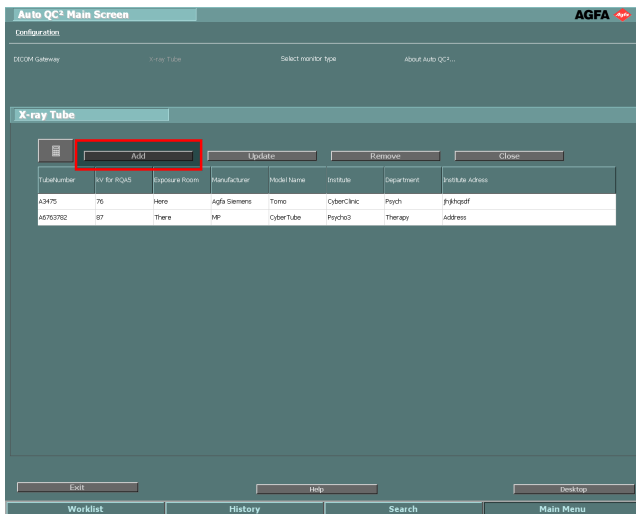 Auto QC² Main Screen
AGFA
Configuration
DICOM Gateway X-ray Tube Select monitor type About Auto QC²...
X-ray Tube
Add Update Remove Close
TubeNumber kV for RQA5 Exposure Room Manufacturer Model Name Institute Department Institute Adress
A3475 76 Here Agfa Siemens Tomo CyberClinic Psych jhjkhqsdf
A6763782 87 There MP CyberTube Psycho3 Therapy Address
Exit Help Desktop
Worklist History Search Main Menu